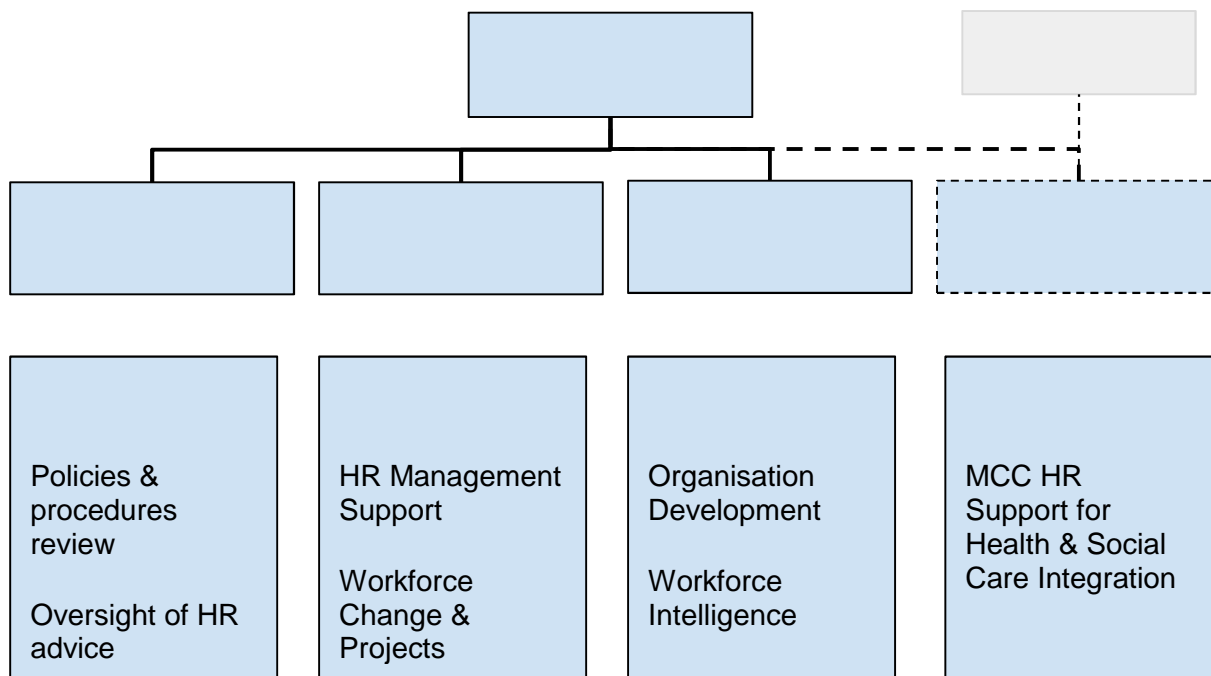 Policies &
procedures
review
Oversight of HR
advice
HR Management
Support
Workforce
Change &
Projects
Organisation
Development
Workforce
Intelligence
MCC HR
Support for
Health & Social
Care Integration